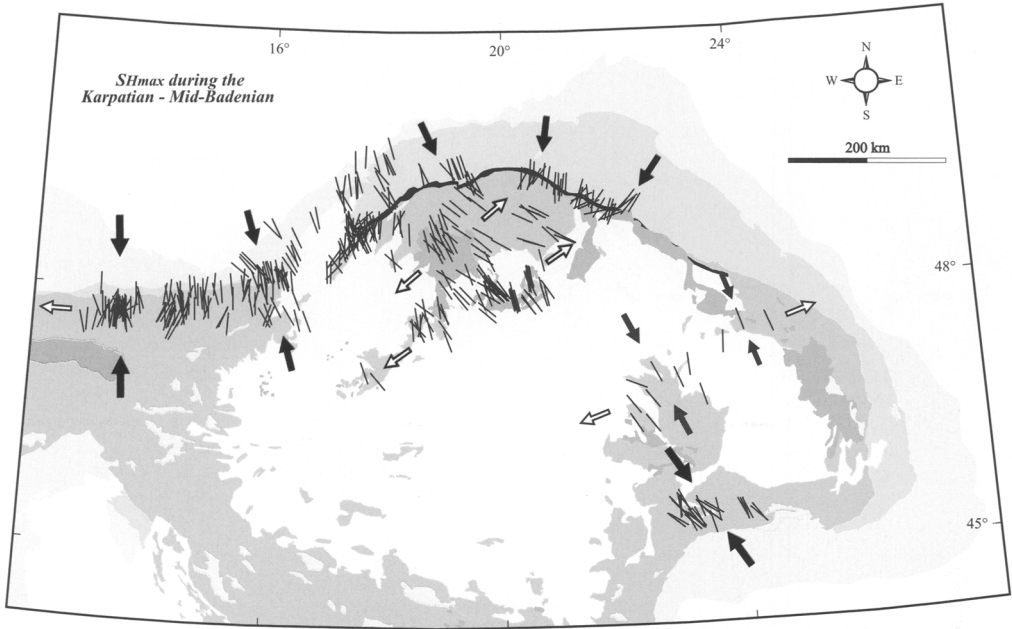 16°
20°
24°
SHmax during the
Karpatian - Mid-Badenian
N
W E
S
200 km
48°
45°